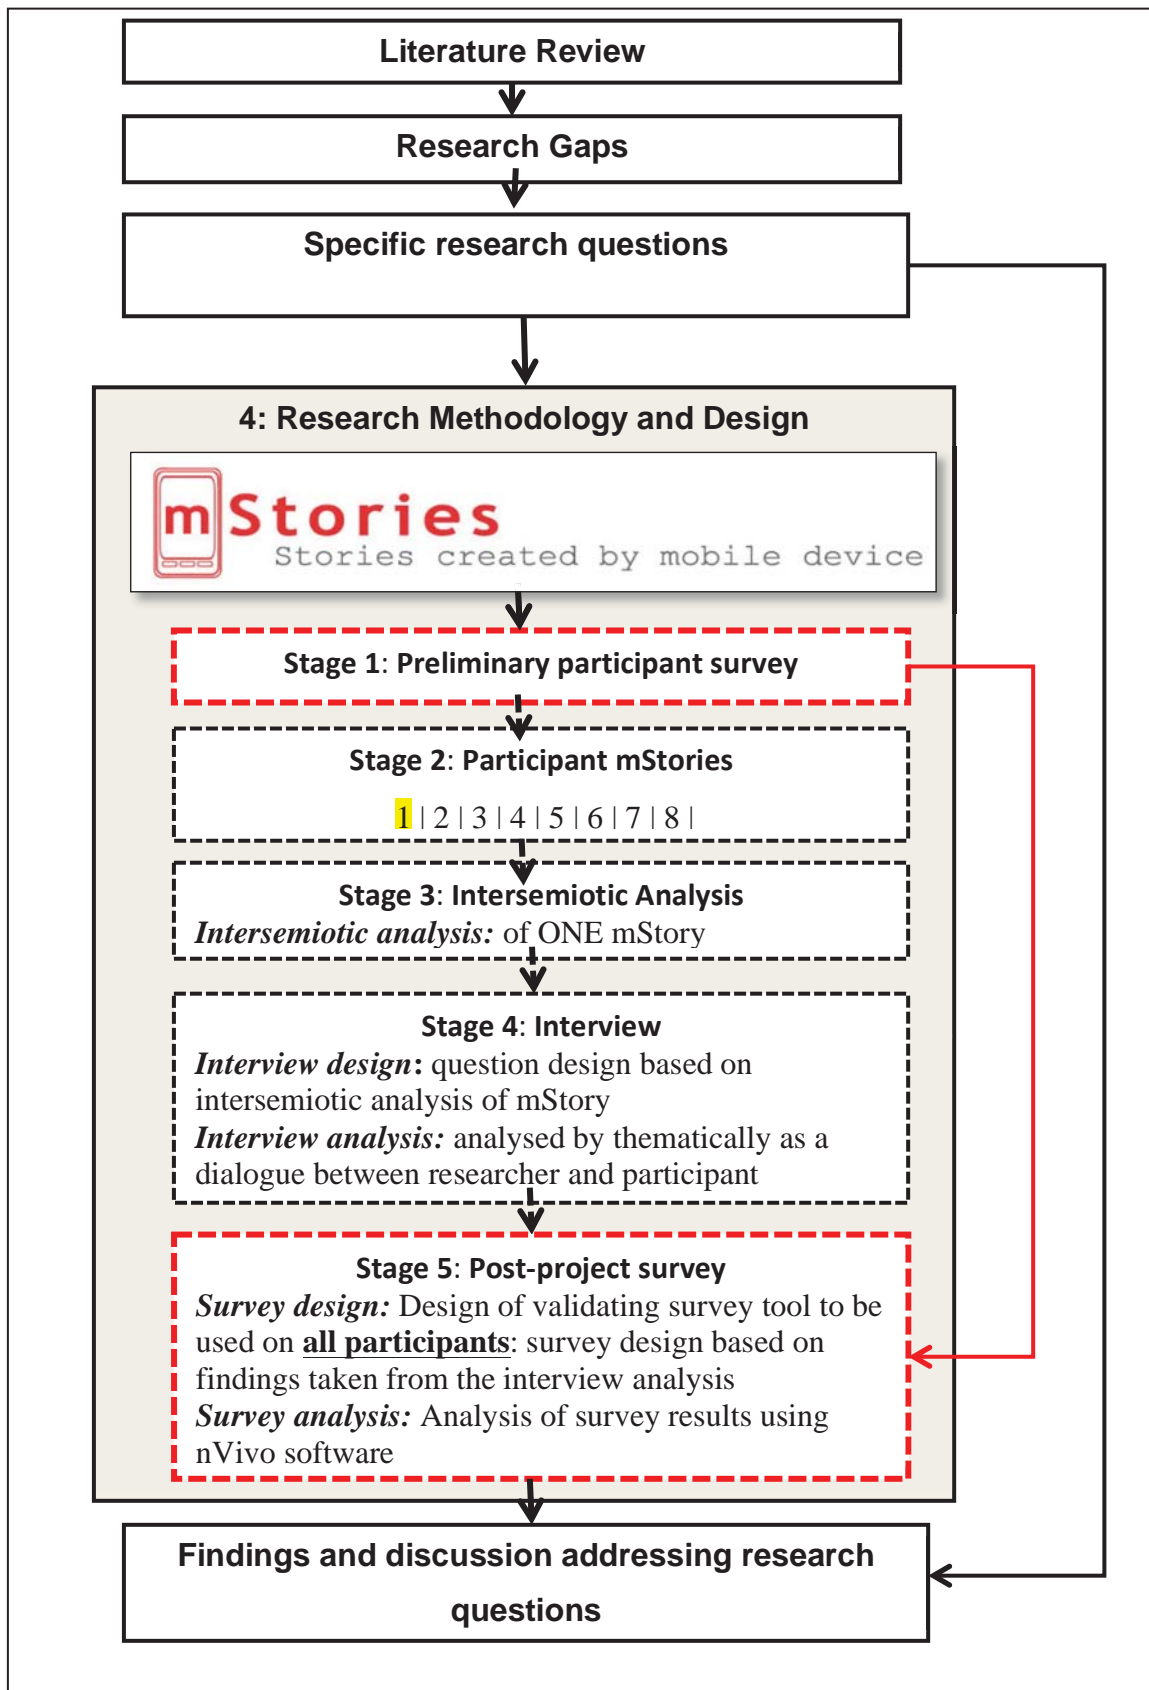 Literature Review
Research Gaps
Specific research questions
4: Research Methodology and Design
mStories
Stories created by mobile device
Stage 1: Preliminary participant survey
Stage 2: Participant mStories
1 | 2 | 3 | 4 | 5 | 6 | 7 | 8 |
Stage 3: Intersemiotic Analysis
Intersemiotic analysis: of ONE mStory
Stage 4: Interview
Interview design: question design based on
intersemiotic analysis of mStory
Interview analysis: analysed by thematically as a
dialogue between researcher and participant
Stage 5: Post-project survey
Survey design: Design of validating survey tool to be
used on all participants: survey design based on
findings taken from the interview analysis
Survey analysis: Analysis of survey results using
nVivo software
Findings and discussion addressing research
questions